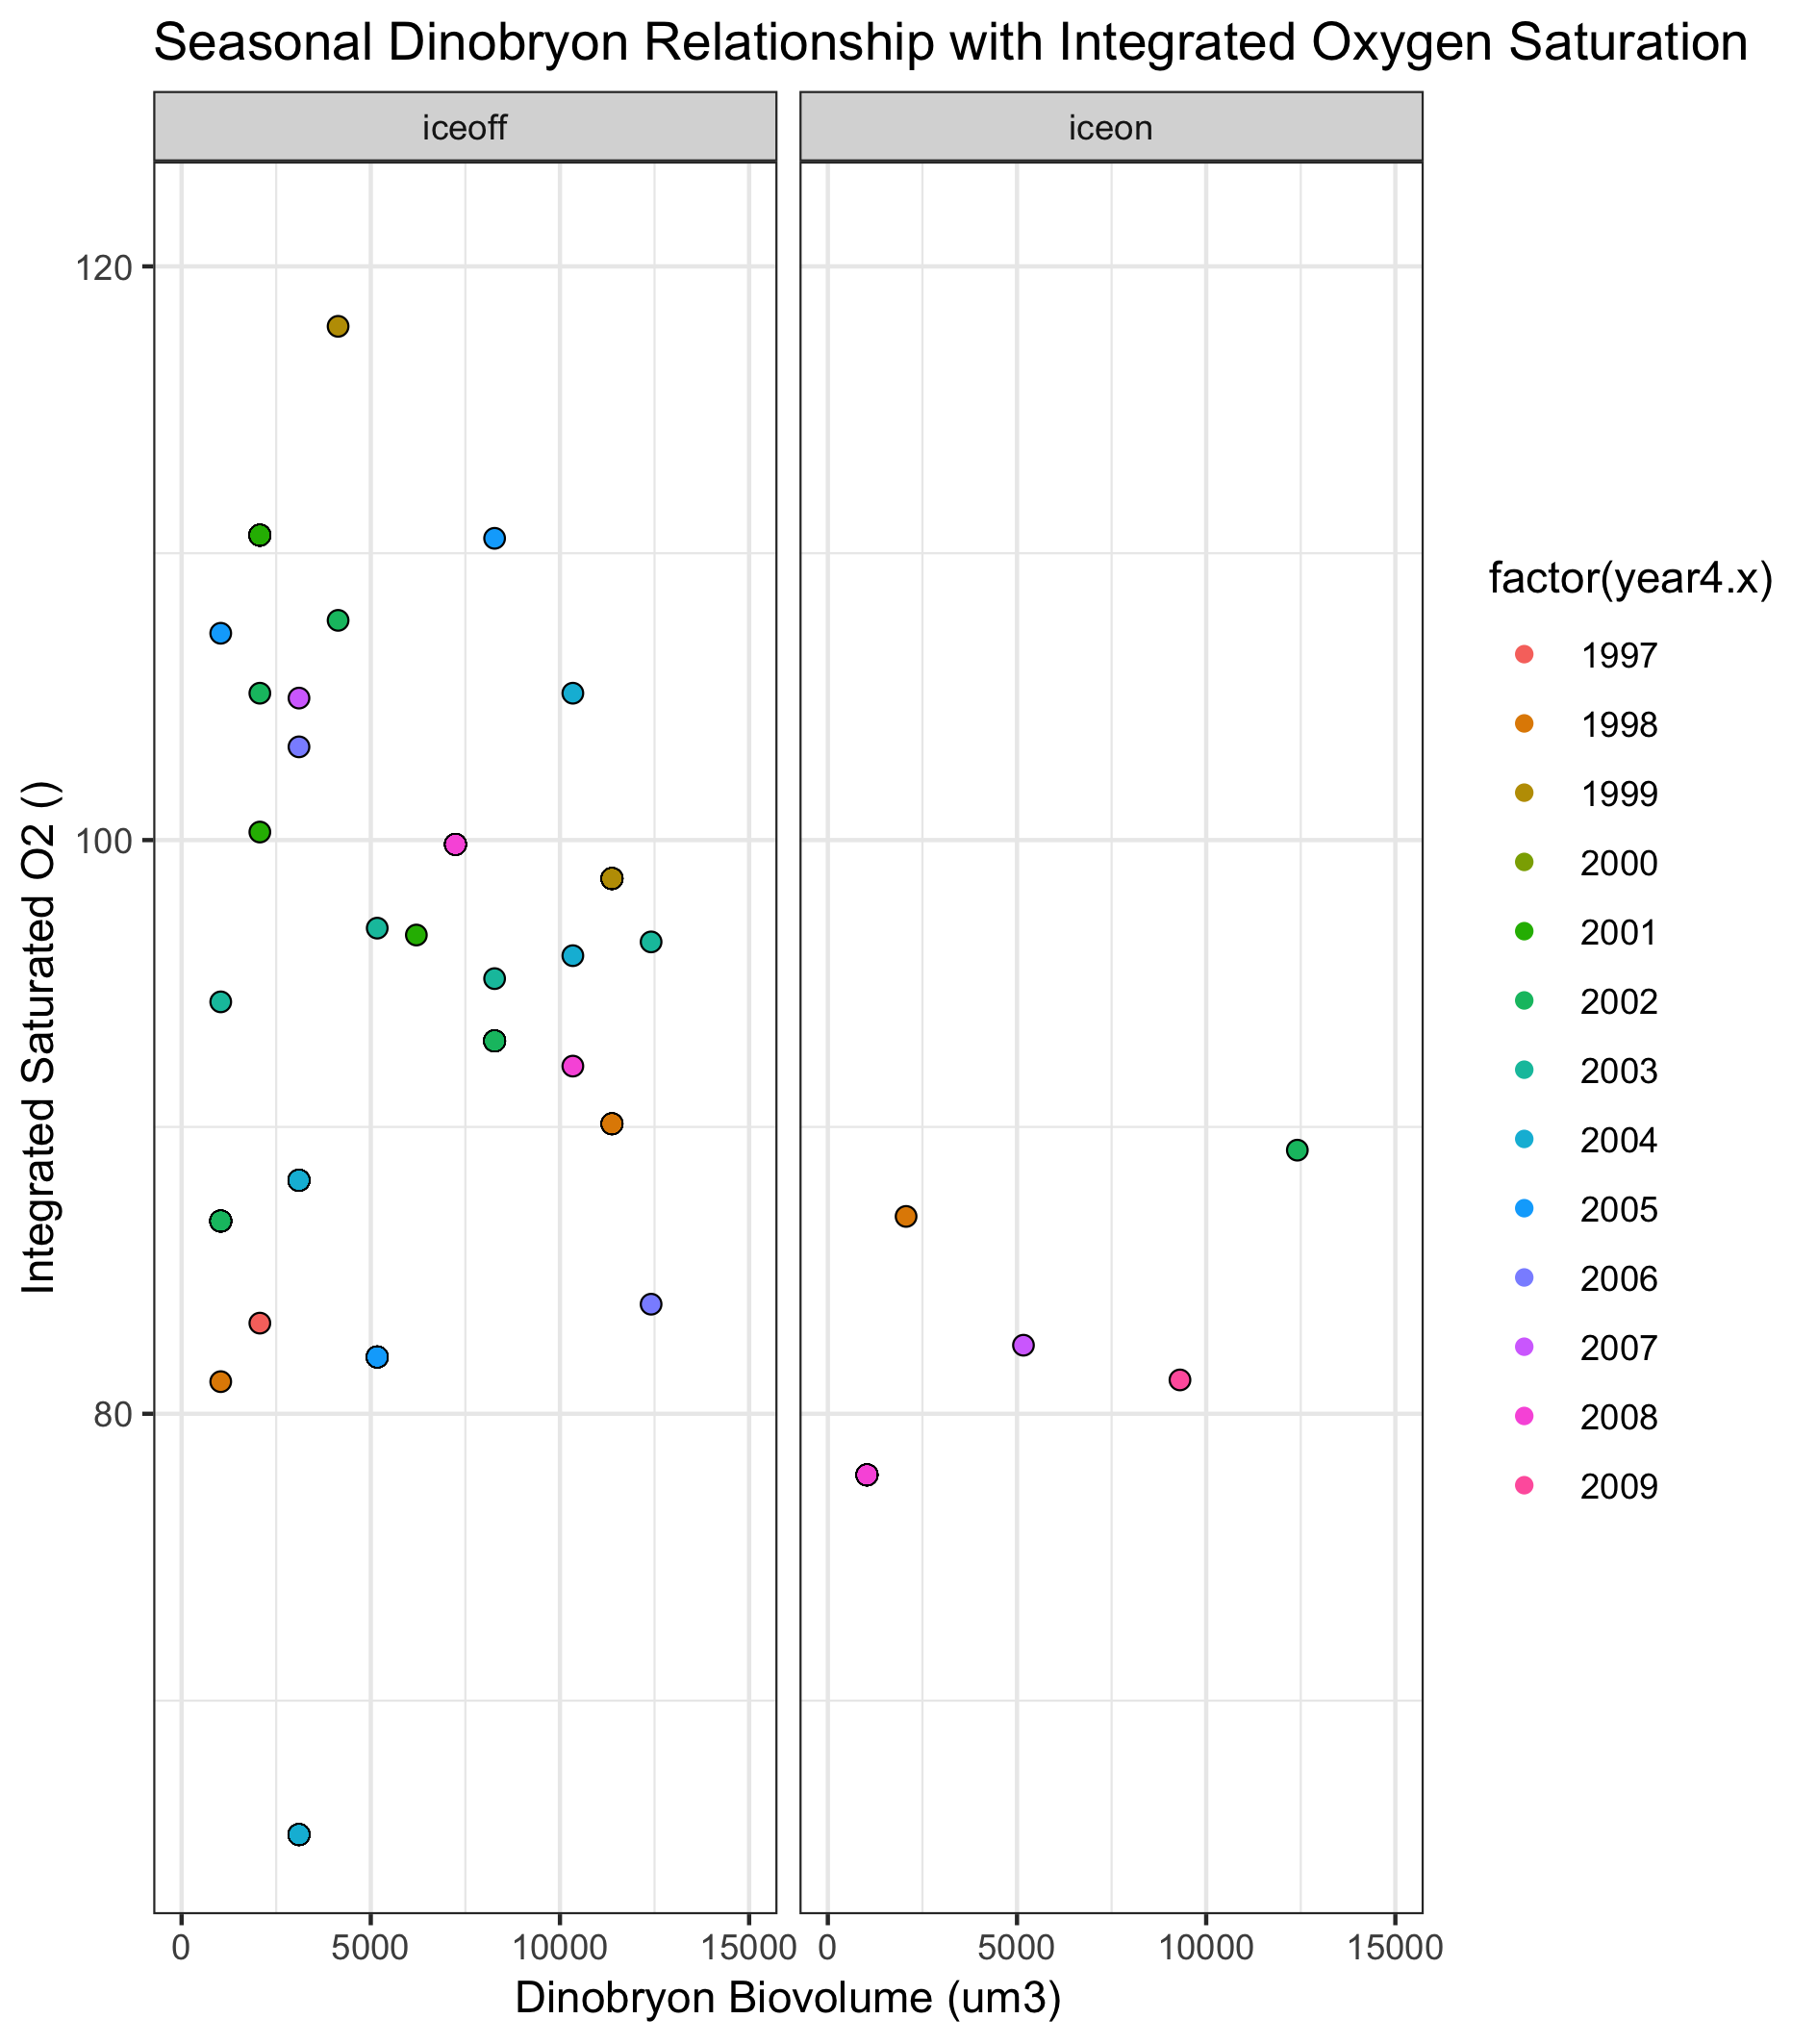 Seasonal Dinobryon Relationship with Integrated Oxygen Saturation
iceoff
iceon
120
100
80
Integrated Saturated O2 ()
0 5000 10000 15000
0 5000 10000 15000
Dinobryon Biovolume (um3)
factor(year4.x)
1997
1998
1999
2000
2001
2002
2003
2004
2005
2006
2007
2008
2009